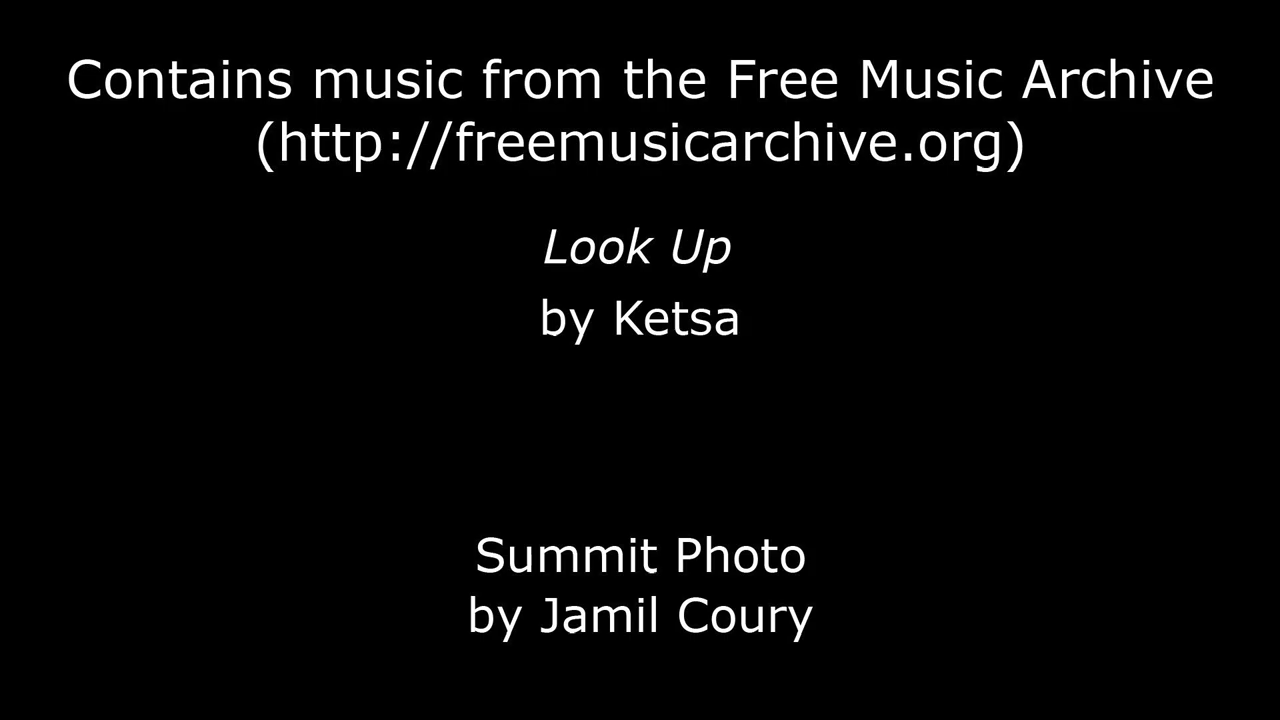 Contains music from the Free Music Archive
(http://freemusicarchive.org)
Look Up
by Ketsa
Summit Photo
by Jamil Coury